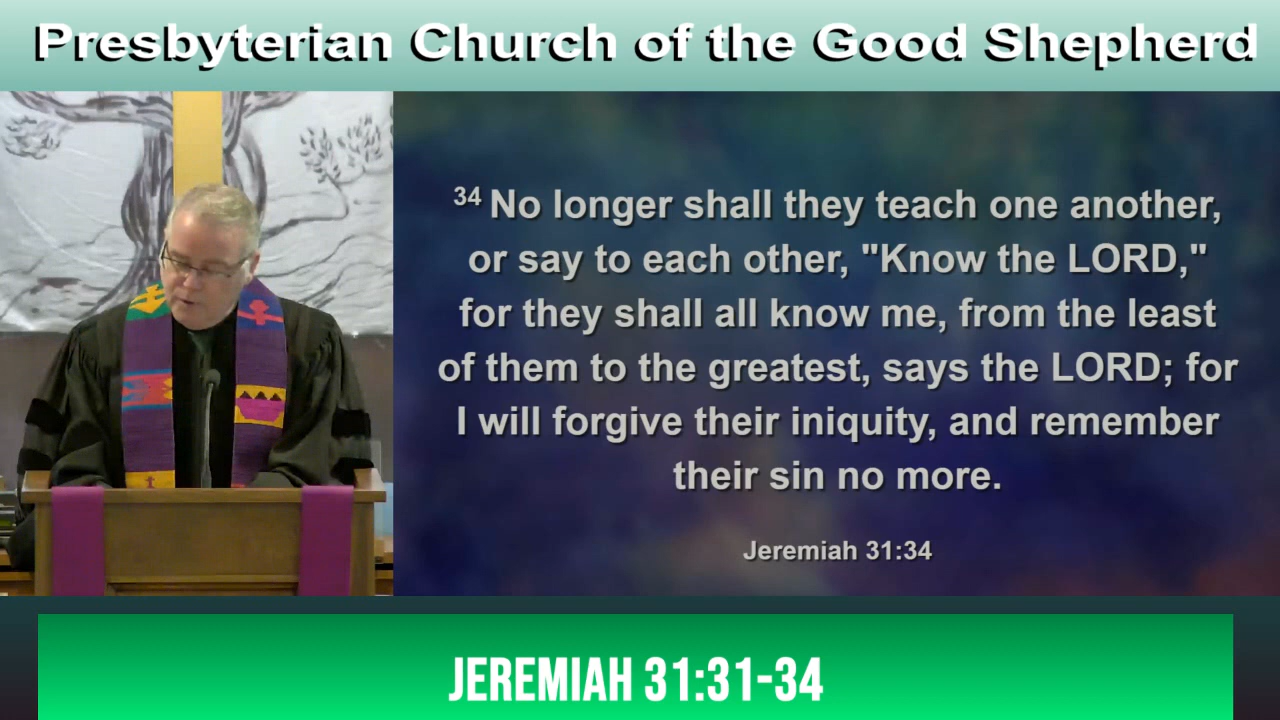 Presbyterian Church of the Good Shepherd
34 No longer shall they teach one another,
or say to each other, "Know the LORD,"
for they shall all know me, from the least
of them to the greatest, says the LORD; for
I will forgive their iniquity, and remember
their sin no more.
Jeremiah 31:34
JEREMIAH 31:31-34